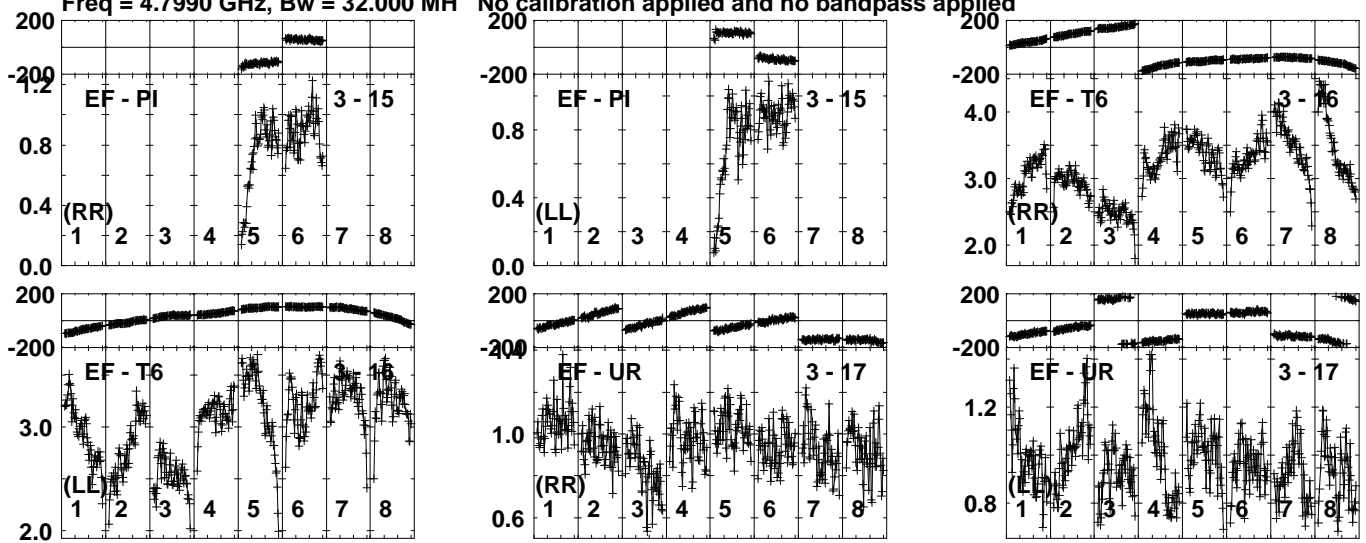 Freq = 4.7990 GHz, Bw = 32.000 MH No calibration applied and no bandpass applied
200
-200
1.2
EF - PI 3 - 15
0.8
0.4
(RR)
1 2 3 4 5 6 7 8
0.0
200
-200
EF - PI 3 - 15
0.8
0.4
(LL)
1 2 3 4 5 6 7 8
0.0
200
-200
EF - T6 3 - 16
4.0
3.0
(RR)
2.0
1 2 3 4 5 6 7 8
200
-200
EF - T6 3 - 16
3.0
(LL)
1 2 3 4 5 6 7 8
2.0
200
-200
1.4
EF - UR 3 - 17
1.0
(RR)
0.6
1 2 3 4 5 6 7 8
200
-200
EF - UR 3 - 17
1.2
(LL)
0.8
1 2 3 4 5 6 7 8